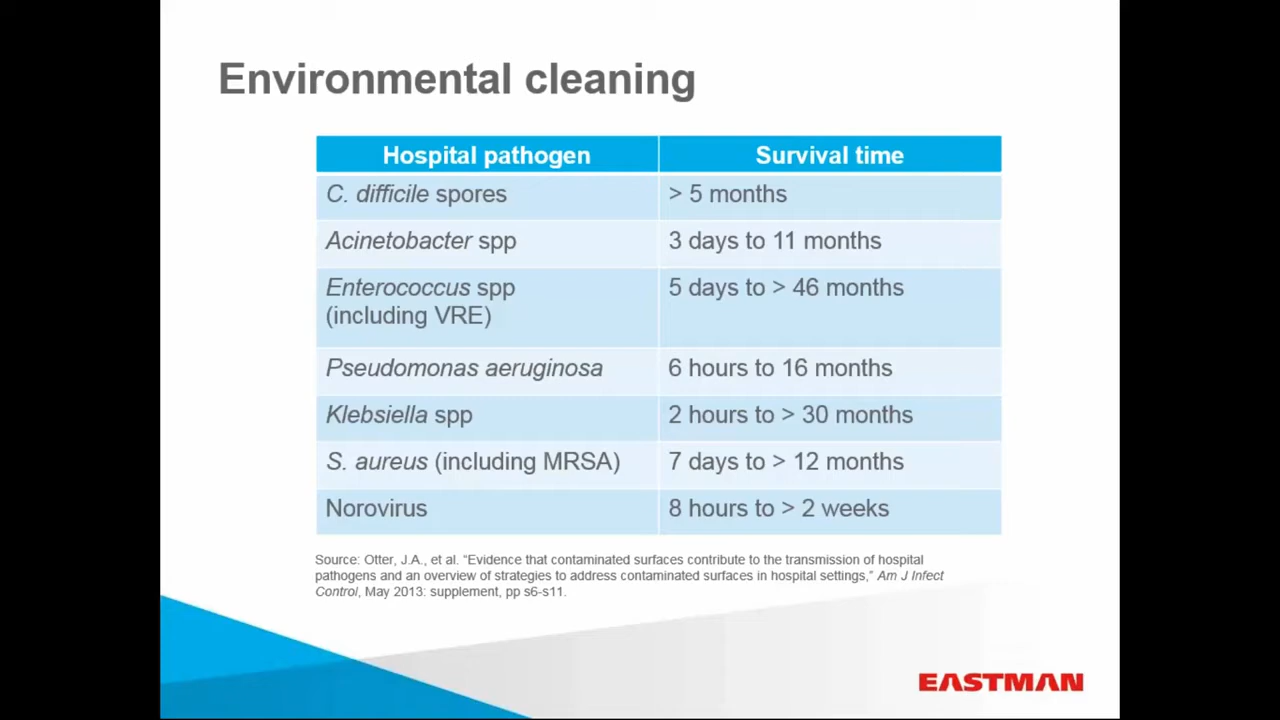 Environmental cleaning
Hospital pathogen Survival time
C. difficile spores > 5 months
Acinetobacter spp 3 days to 11 months
Enterococcus spp 5 days to > 46 months
(including VRE)
Pseudomonas aeruginosa 6 hours to 16 months
Klebsiella spp 2 hours to > 30 months
S. aureus (including MRSA) 7 days to > 12 months
Norovirus 8 hours to > 2 weeks
Source: Otter, J.A., et al. “Evidence that contaminated surfaces contribute to the transmission of hospital
pathogens and an overview of strategies to address contaminated surfaces in hospital settings,” Am J Infect
Control, May 2013: supplement, pp s6-s11.
EASTMAN